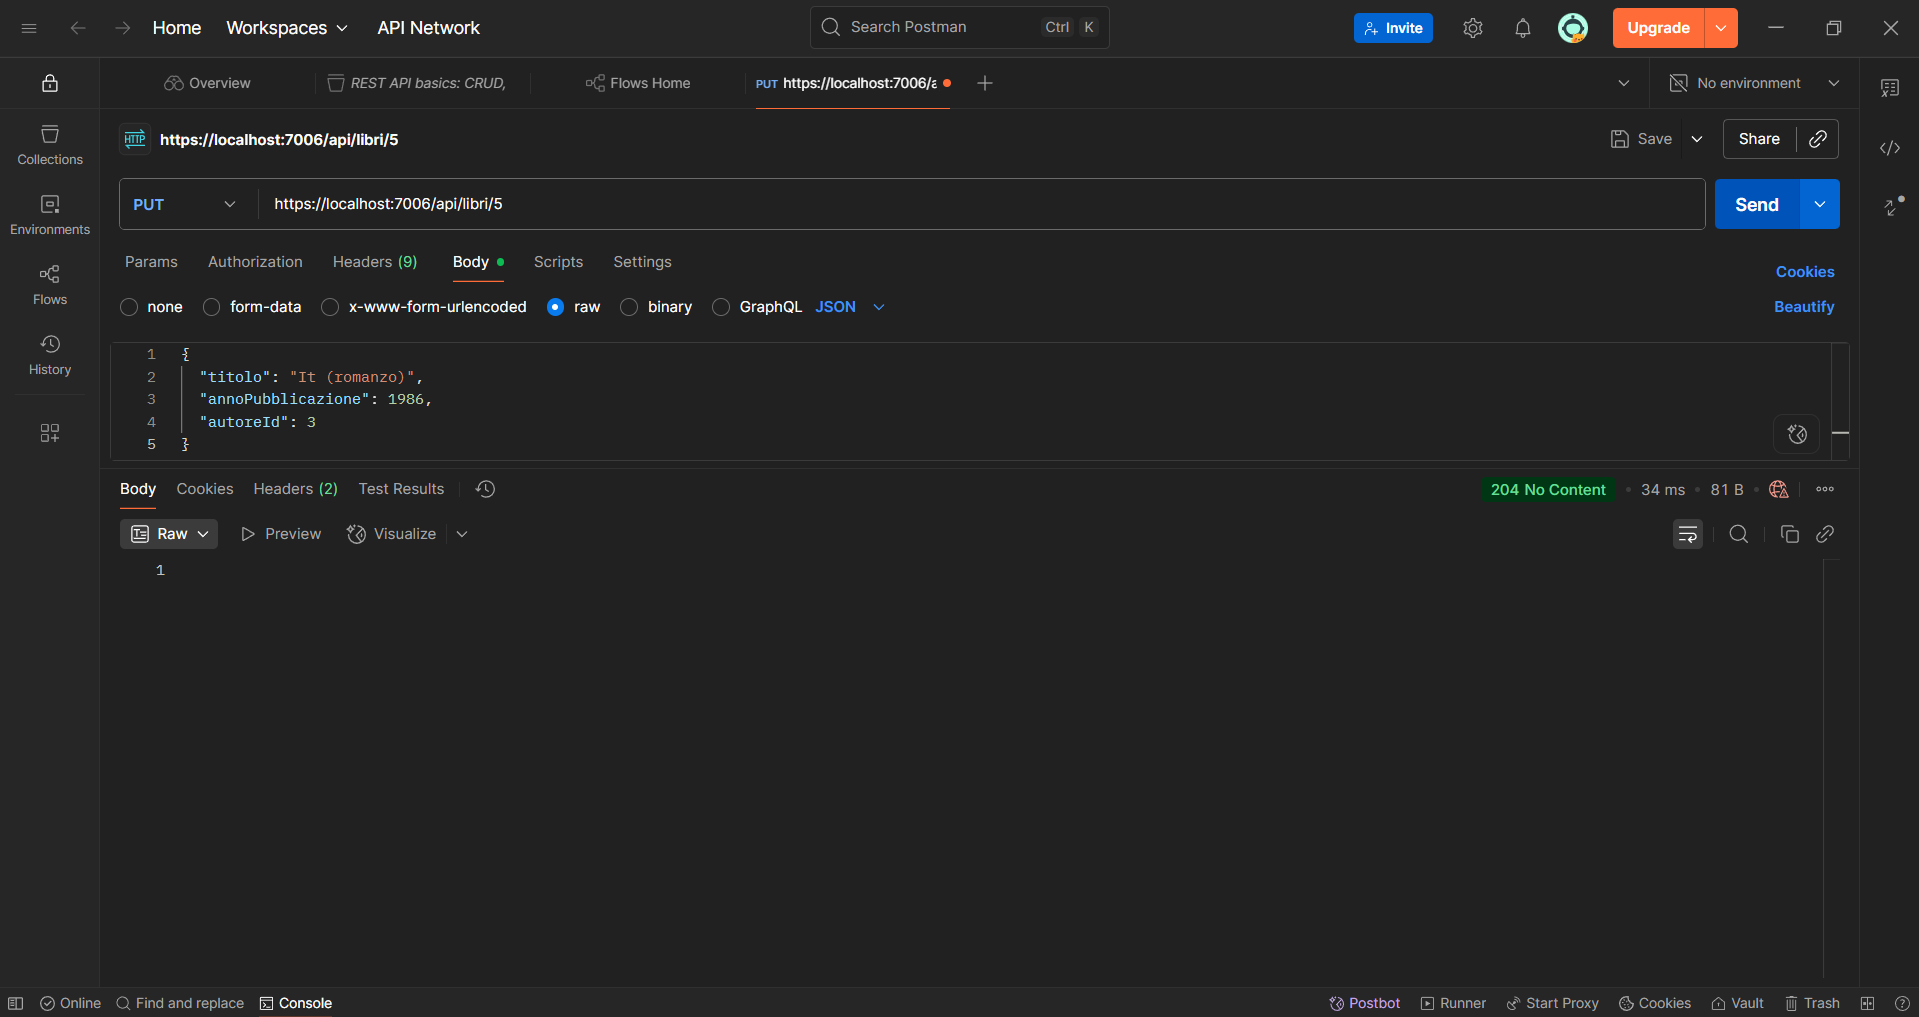 Home Workspaces API Network Search Postman Ctrl K Invite Upgrade
Overview REST API basics: CRUD, Flows Home PUT https://localhost:7006/a No environment
HTTP https://localhost:7006/api/libri/5 Save Share
Collections
PUT https://localhost:7006/api/libri/5 Send
Environments
Params Authorization Headers (9) Body Scripts Settings Cookies
Flows
none form-data x-www-form-urlencoded raw binary GraphQL JSON Beautify
History
1 {
2 "titolo": "It (romanzo)",
3 "annoPubblicazione": 1986,
4 "autoreId": 3
5 }
Body Cookies Headers (2) Test Results 204 No Content 34 ms 81 B
Raw Preview Visualize
1
Online Find and replace Console Postbot Runner Start Proxy Cookies Vault Trash